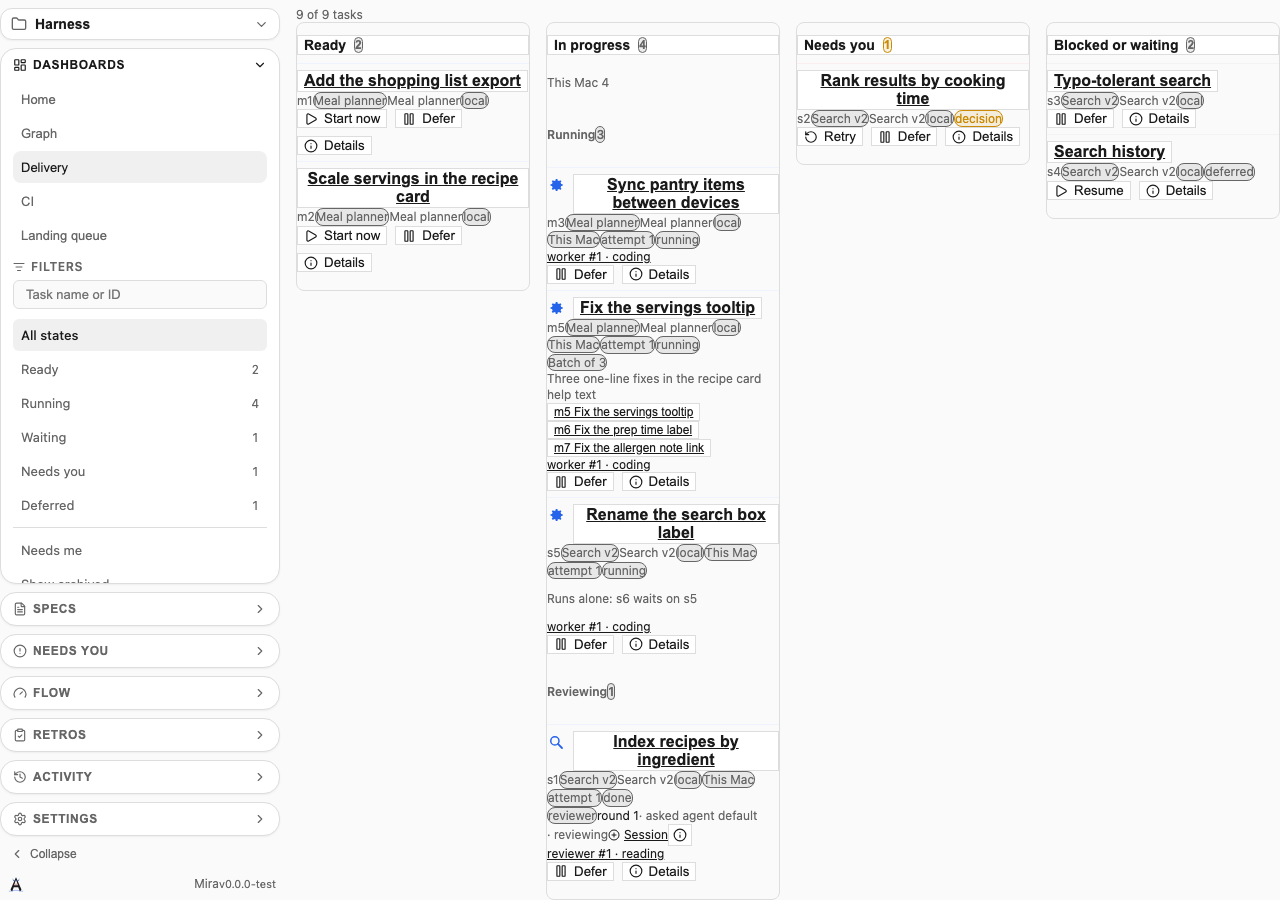 Harness
DASHBOARDS
Home
Graph
Delivery
CI
Landing queue
FILTERS
Task name or ID
All states
Ready 2
Running 4
Waiting 1
Needs you 1
Deferred 1
Needs me
Show archived
SPECS
NEEDS YOU
FLOW
RETROS
ACTIVITY
SETTINGS
Collapse
Mira v0.0.0-test
9 of 9 tasks
Ready 2
Add the shopping list export
m1 Meal planner Meal planner local
Start now Defer
Details
Scale servings in the recipe
card
m2 Meal planner Meal planner local
Start now Defer
Details
In progress 4
This Mac 4
Running 3
Sync pantry items
between devices
m3 Meal planner Meal planner local
This Mac attempt 1 running
worker #1 · coding
Defer Details
Fix the servings tooltip
m5 Meal planner Meal planner local
This Mac attempt 1 running
Batch of 3
Three one-line fixes in the recipe card
help text
m5 Fix the servings tooltip
m6 Fix the prep time label
m7 Fix the allergen note link
worker #1 · coding
Defer Details
Rename the search box
label
s5 Search v2 Search v2 local This Mac
attempt 1 running
Runs alone: s6 waits on s5
worker #1 · coding
Defer Details
Reviewing 1
Index recipes by
ingredient
s1 Search v2 Search v2 local This Mac
attempt 1 done
reviewer round 1 · asked agent default
· reviewing Session
reviewer #1 · reading
Defer Details
Needs you 1
Rank results by cooking
time
s2 Search v2 Search v2 local decision
Retry Defer Details
Blocked or waiting 2
Typo-tolerant search
s3 Search v2 Search v2 local
Defer Details
Search history
s4 Search v2 Search v2 local deferred
Resume Details